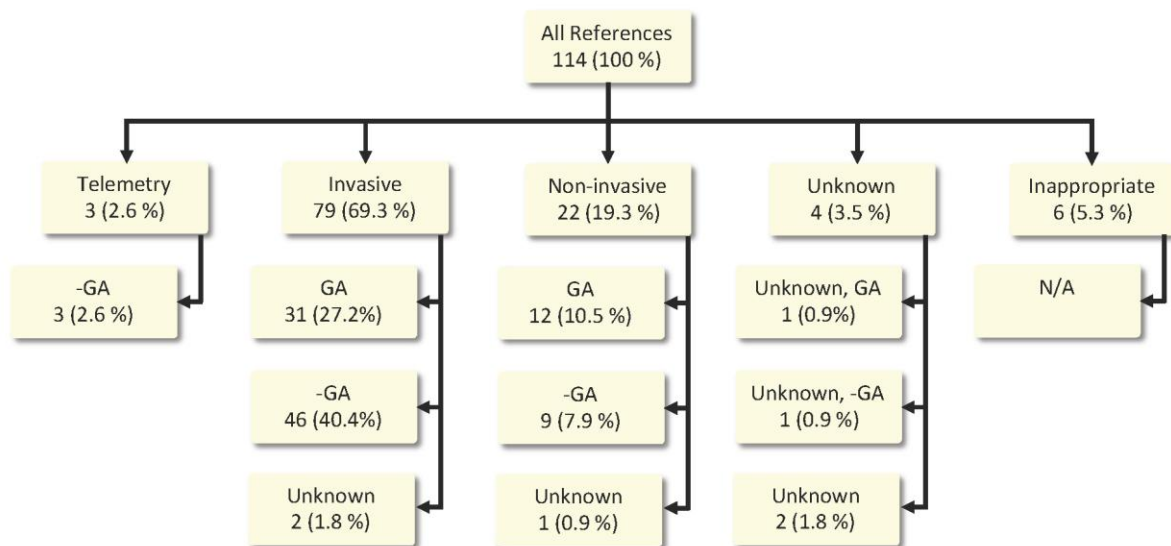 All References
114 (100 %)
Telemetry
3 (2.6 %)
Invasive
79 (69.3 %)
Non-invasive
22 (19.3 %)
Unknown
4 (3.5 %)
Inappropriate
6 (5.3 %)
-GA
3 (2.6 %)
GA
31 (27.2%)
GA
12 (10.5 %)
Unknown, GA
1 (0.9%)
N/A
-GA
46 (40.4%)
-GA
9 (7.9 %)
Unknown, -GA
1 (0.9 %)
Unknown
2 (1.8 %)
Unknown
1 (0.9 %)
Unknown
2 (1.8 %)